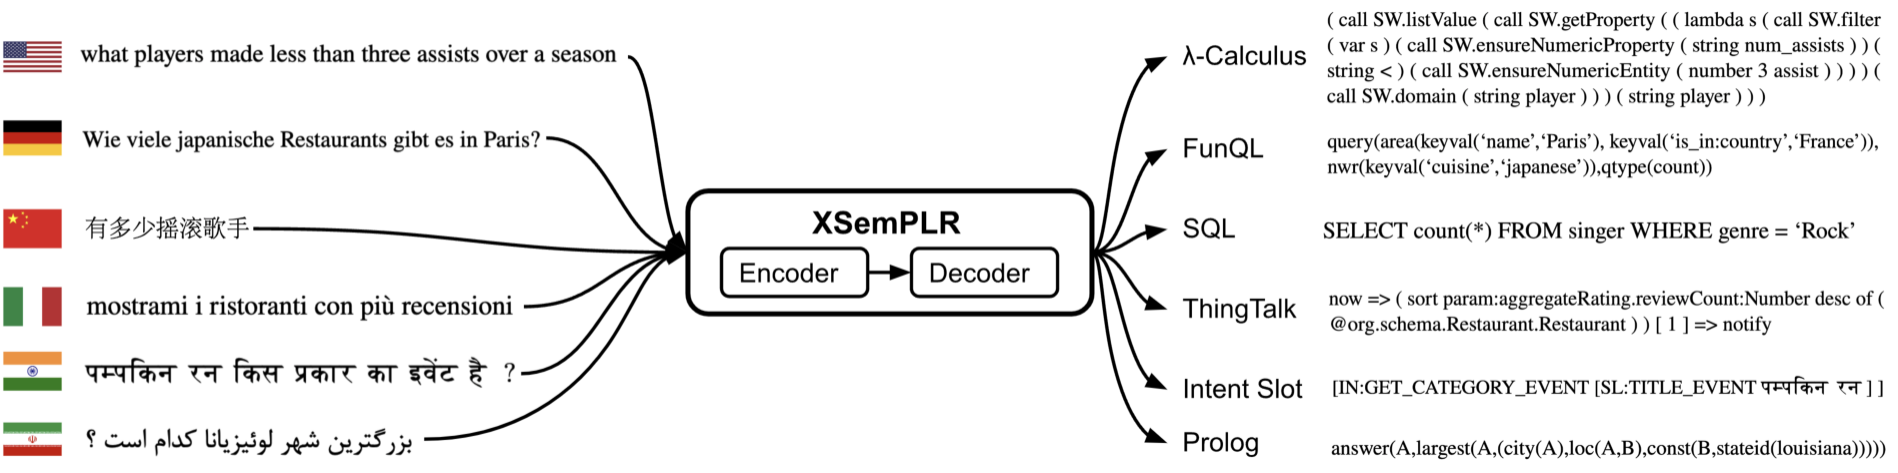 what players made less than three assists over a season
Wie viele japanische Restaurants gibt es in Paris?
有多少摇滚歌手
mostrami i ristoranti con più recensioni
पम्पकिन रन किस प्रकार का इवेंट है ?
بزرگترین شهر لوئیزیانا کدام است ؟
XSemPLR
Encoder
Decoder
λ-Calculus
( call SW.listValue ( call SW.getProperty ( ( lambda s ( call SW.filter
( var s ) ( call SW.ensureNumericProperty ( string num_assists ) ) (
string < ) ( call SW.ensureNumericEntity ( number 3 assist ) ) ) ) (
call SW.domain ( string player ) ) ) ( string player ) ) )
FunQL
query(area(keyval(‘name’,‘Paris’), keyval(‘is_in:country’,‘France’)),
nwr(keyval(‘cuisine’,‘japanese’)),qtype(count))
SQL
SELECT count(*) FROM singer WHERE genre = ‘Rock’
ThingTalk
now => ( sort param:aggregateRating.reviewCount:Number desc of (
@org.schema.Restaurant.Restaurant ) ) [ 1 ] => notify
Intent Slot
[IN:GET_CATEGORY_EVENT [SL:TITLE_EVENT पम्पकिन रन ] ]
Prolog
answer(A,largest(A,(city(A),loc(A,B),const(B,stateid(louisiana)))))